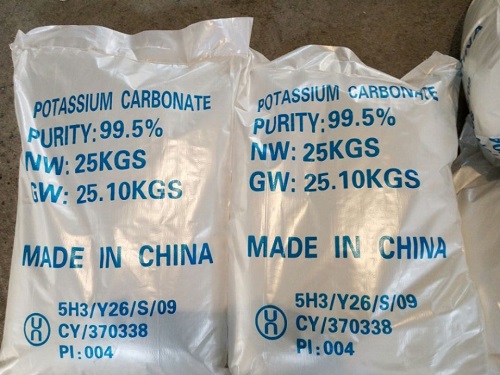 POTASSIUM CARBONATE
PURITY: 99.5%
NW: 25KGS
GW: 25.10KGS
MADE IN CHINA
5H3/Y26/S/09
CY/370338
PI: 004
POTASSIUM CARBONATE
PURITY: 99.5%
NW: 25KGS
GW: 25.10KGS
MADE IN CHINA
5H3/Y26/S/09
CY/370338
PI: 004